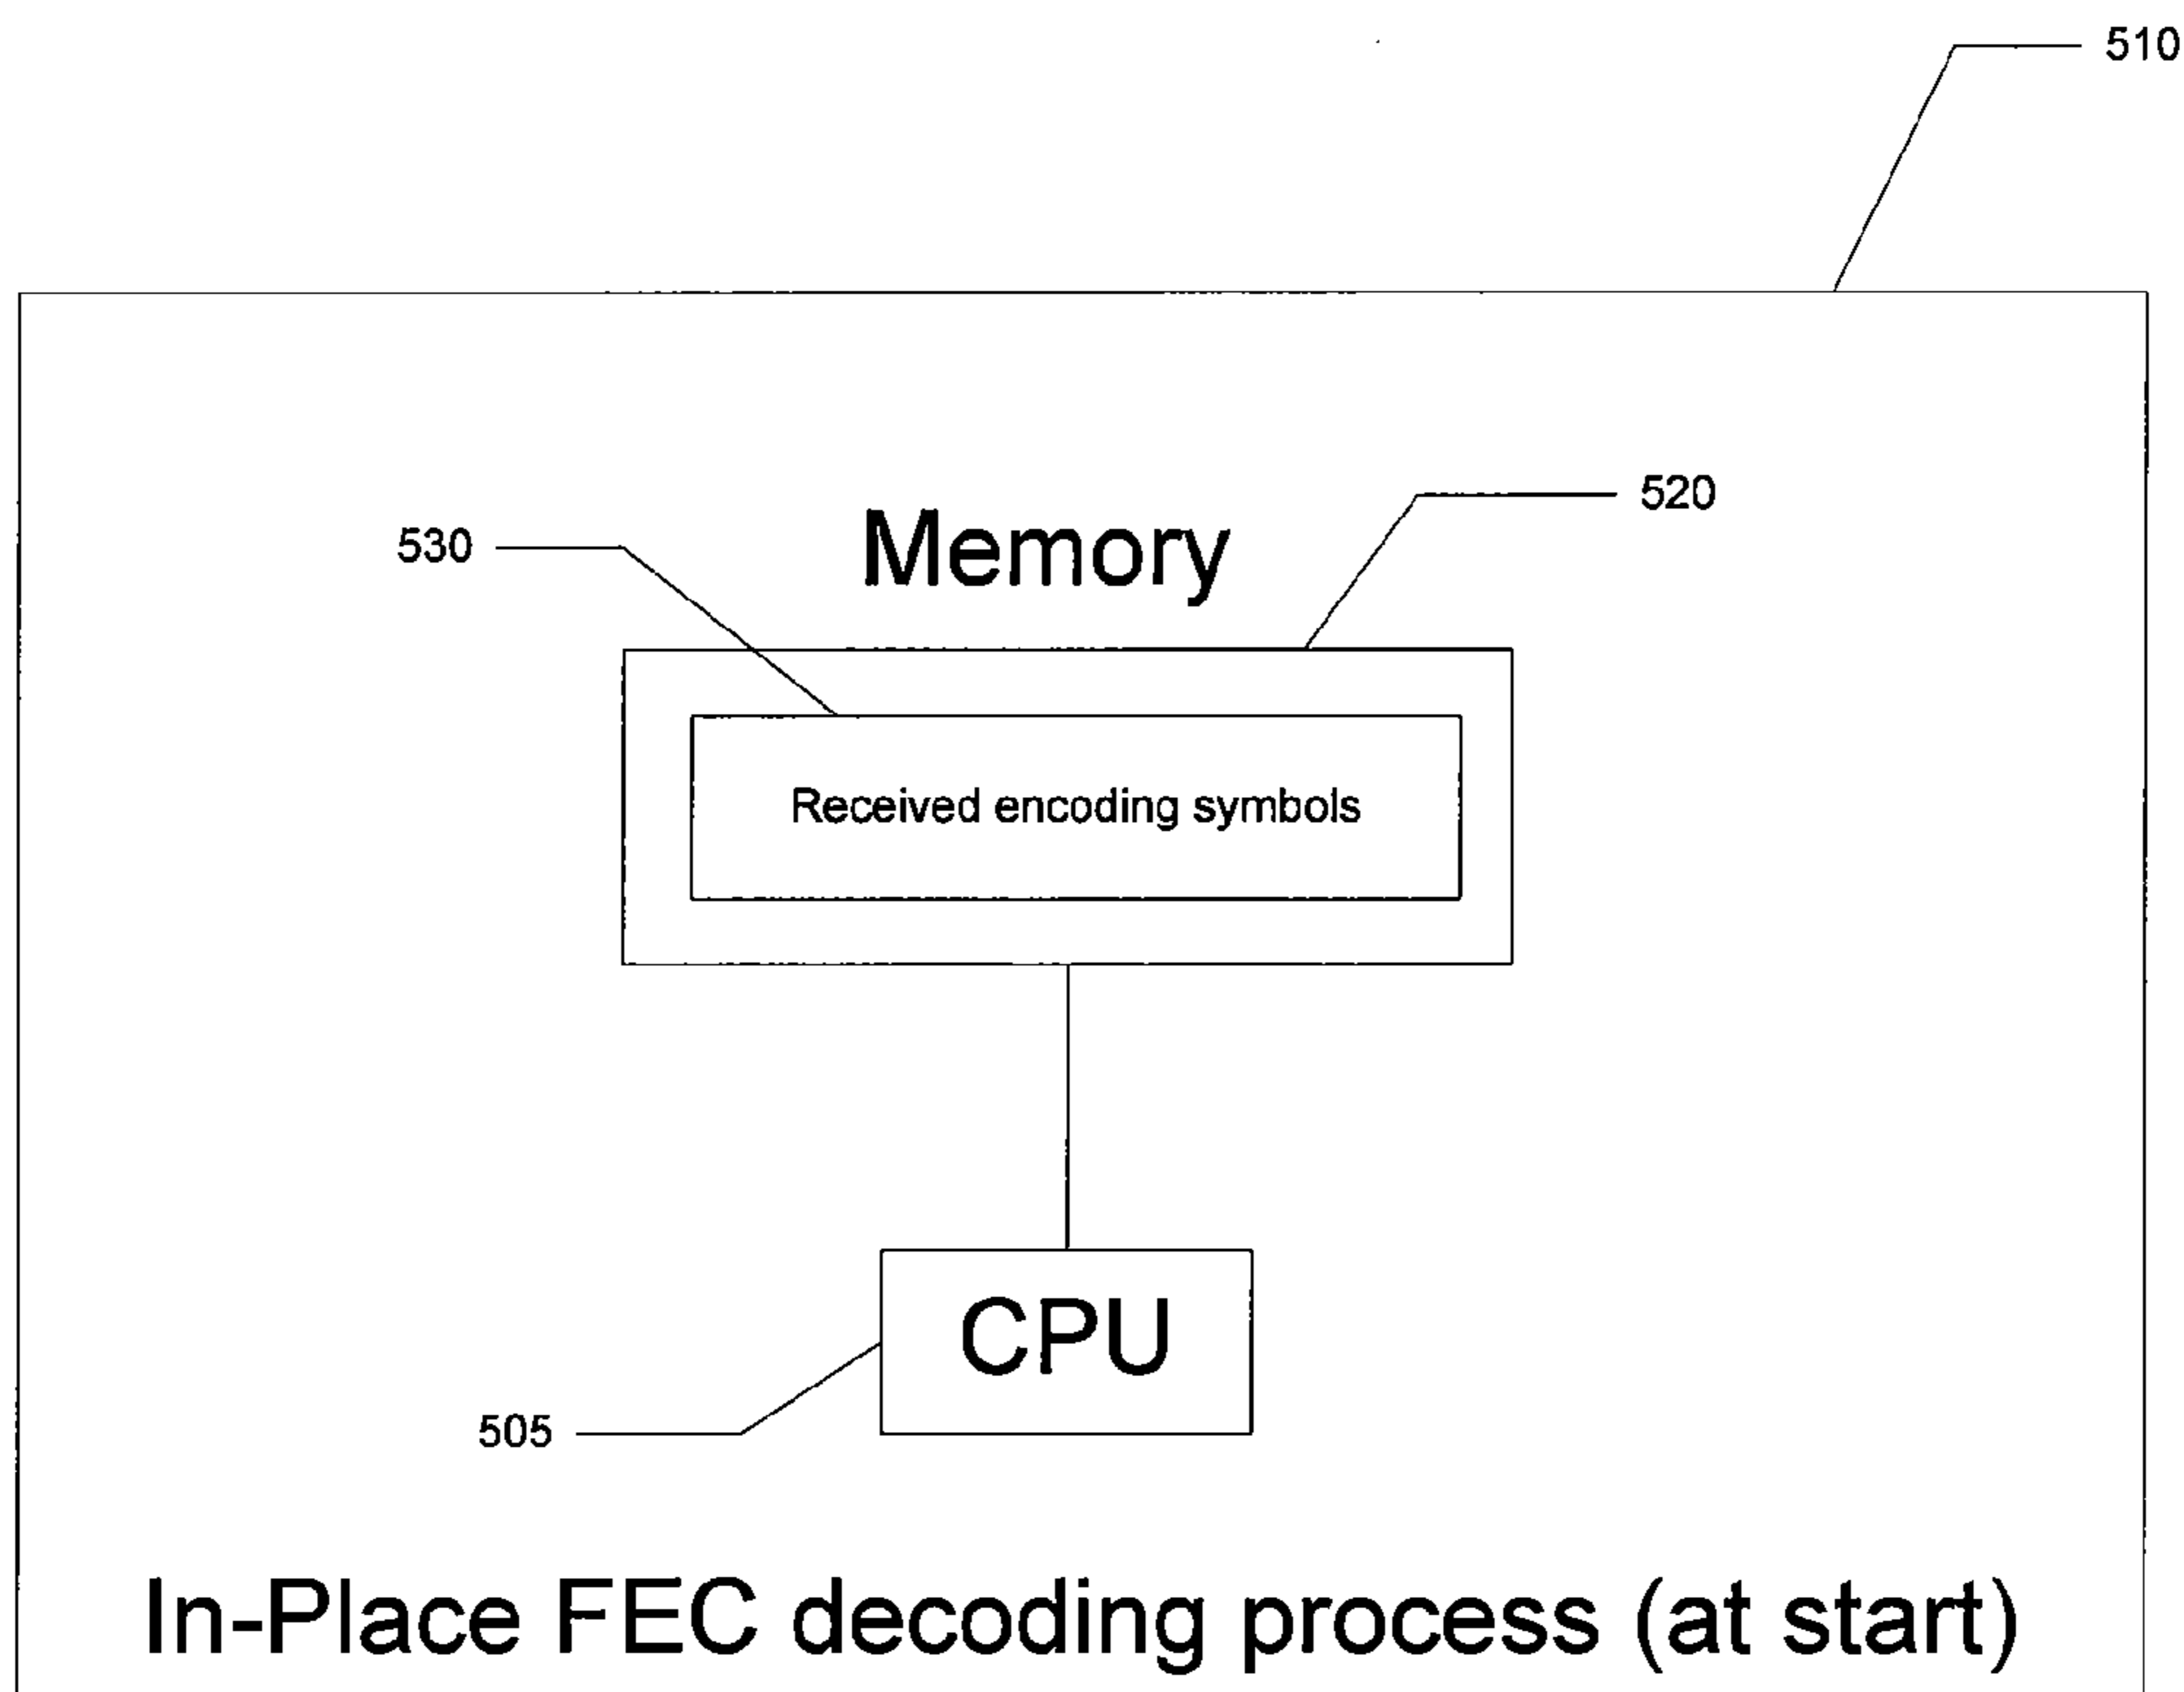 510
520
Memory
530
Received encoding symbols
CPU
505
In-Place FEC decoding process (at start)